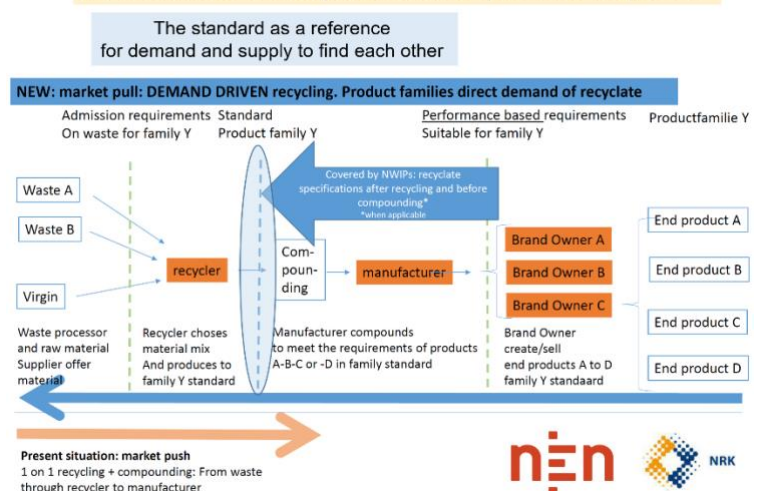 The standard as a reference
for demand and supply to find each other
NEW: market pull: DEMAND DRIVEN recycling. Product families direct demand of recyclate
Admission requirements
On waste for family Y
Standard
Product family Y
Performance based requirements
Suitable for family Y
Productfamilie Y
Covered by NWIPs: recyclate
specifications after recycling and before
compounding*
*when applicable
Waste A
Waste B
Virgin
recycler
Com-
poun-
ding
manufacturer
Brand Owner A
Brand Owner B
Brand Owner C
End product A
End product B
End product C
End product D
Waste processor
and raw material
Supplier offer
material
Recycler choses
material mix
And produces to
family Y standard
Manufacturer compounds
to meet the requirements of products
A-B-C or -D in family standard
Brand Owner
create/sell
end products A to D
family Y standaard
Present situation: market push
1 on 1 recycling + compounding: From waste
through recycler to manufacturer
nen
NRK